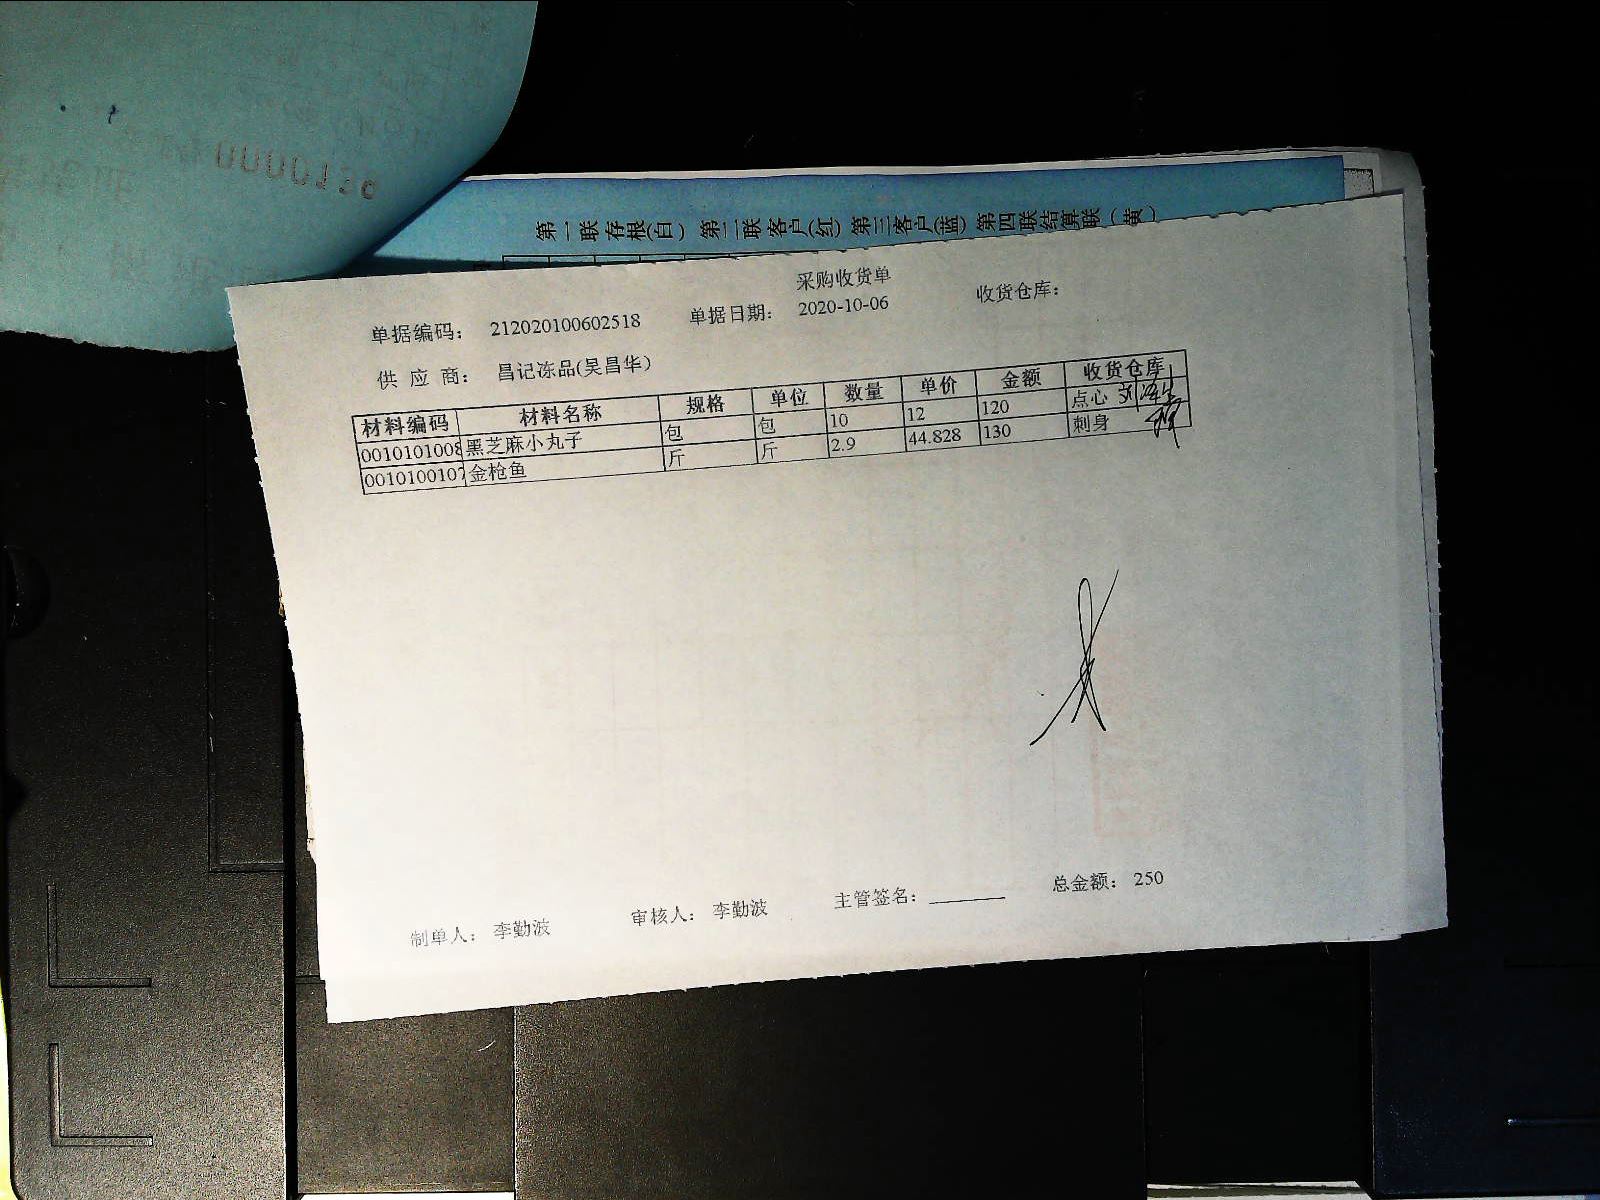 第一联存根(白) 第二联客户(红) 第三客户(蓝) 第四联结算联(黄)
采购收货单
单据编码: 212020100602518 单据日期: 2020-10-06 收货仓库:
供 应 商: 昌记冻品(吴昌华)
材料编码 材料名称 规格 单位 数量 单价 金额 收货仓库
0010101008 黑芝麻小丸子 包 包 10 12 120 点心
0010100107 金枪鱼 斤 斤 2.9 44.828 130 刺身
制单人: 李勤波 审核人: 李勤波 主管签名: 总金额: 250